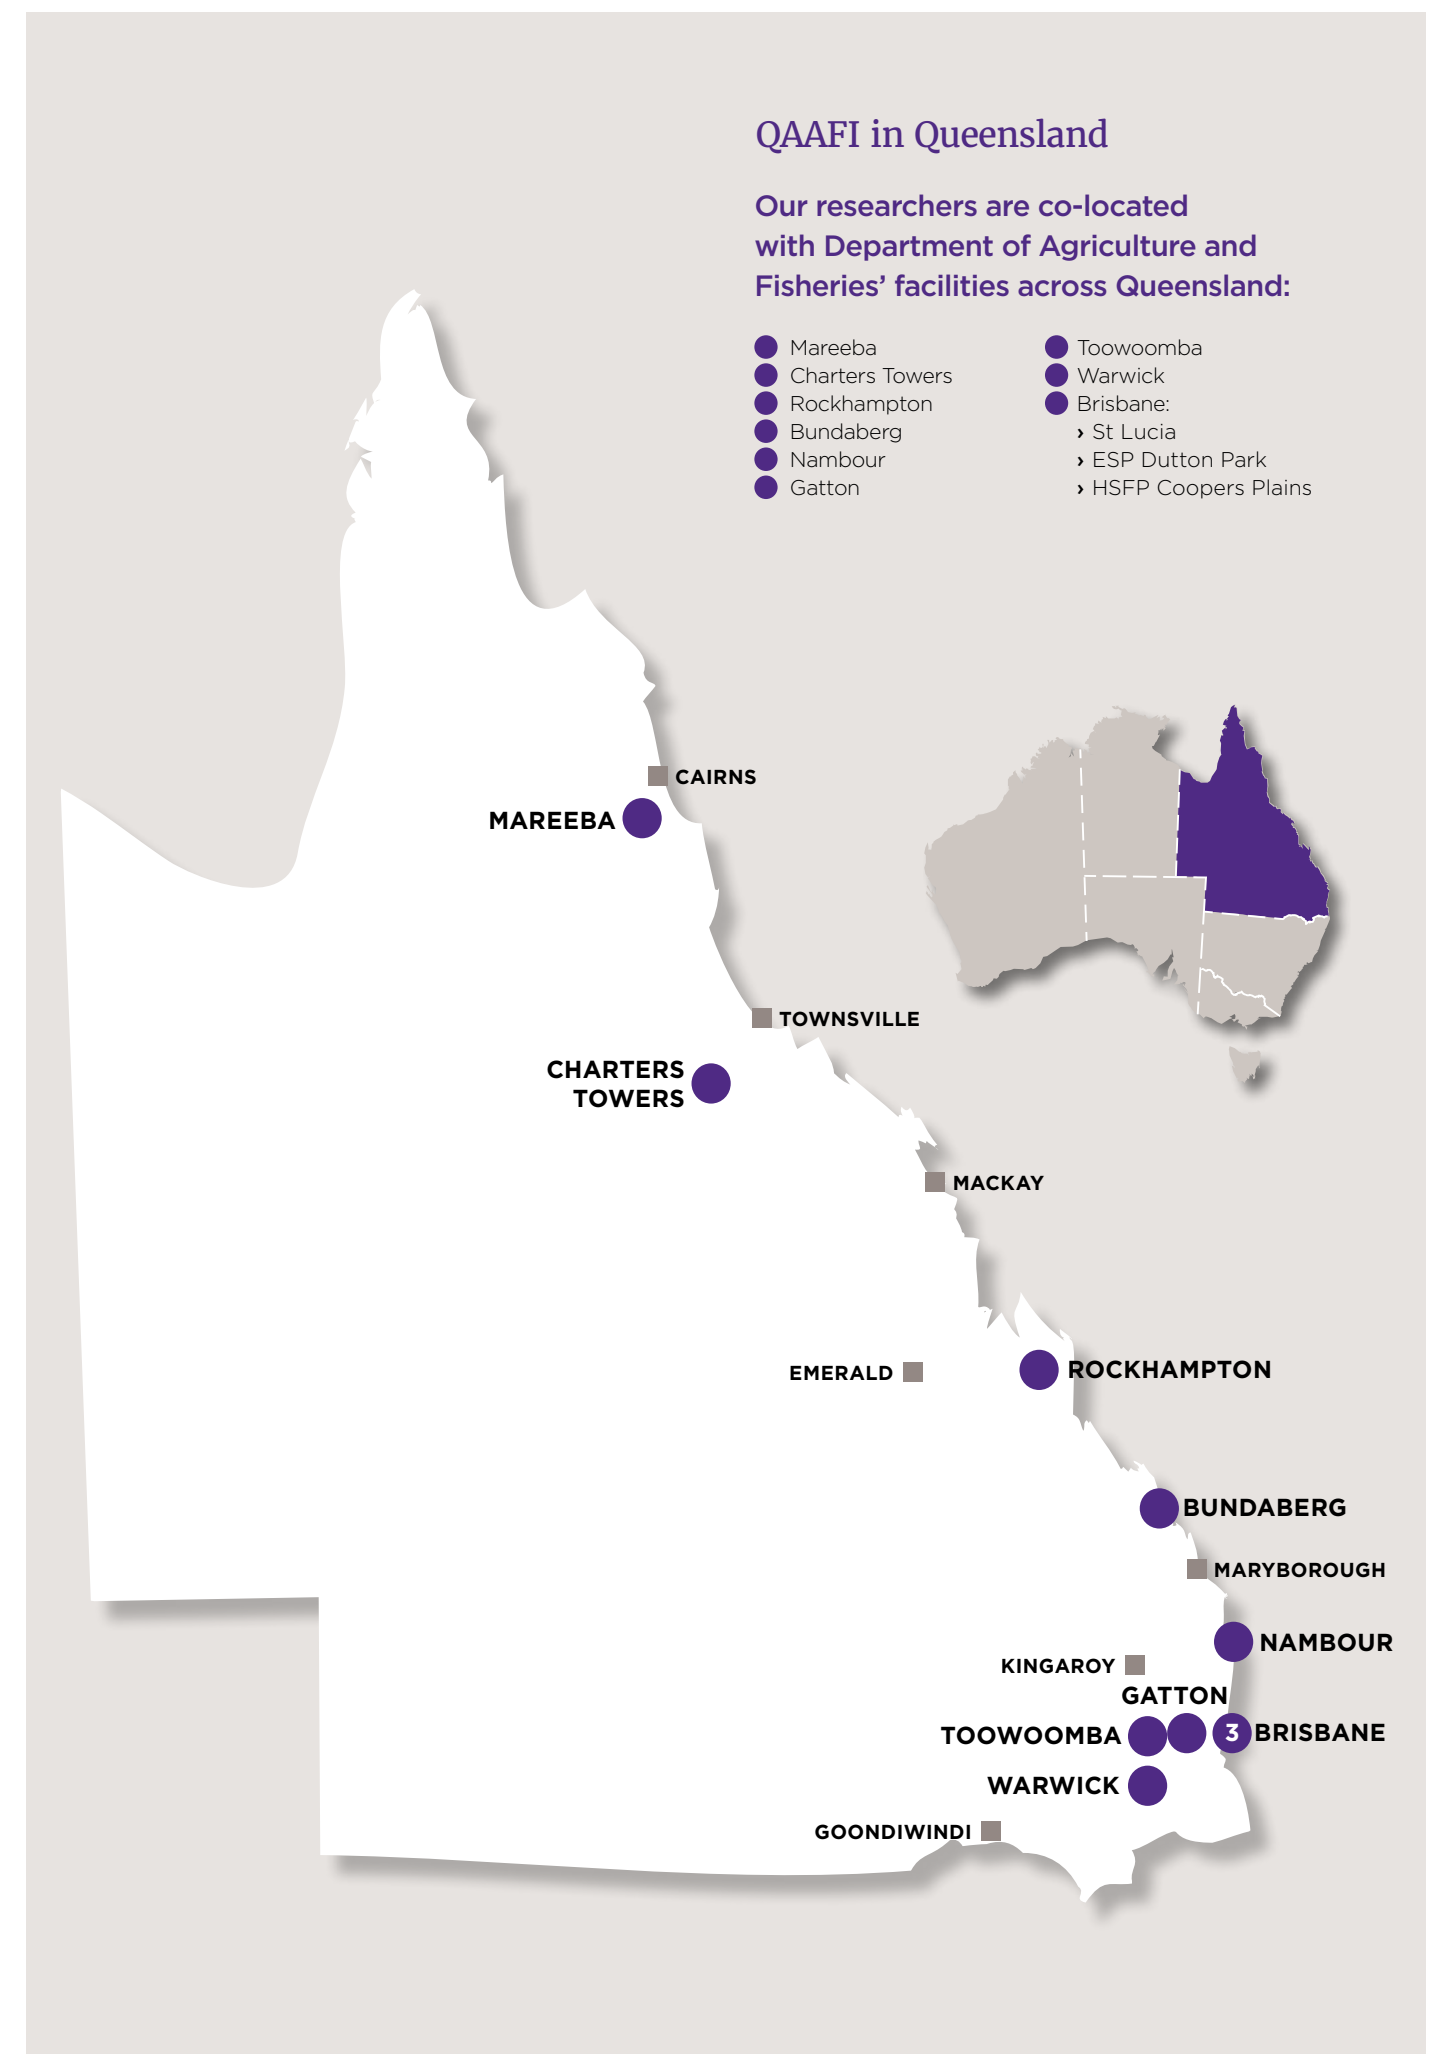 QAAFI in Queensland
Our researchers are co-located
with Department of Agriculture and
Fisheries’ facilities across Queensland:
Mareeba
Charters Towers
Rockhampton
Bundaberg
Nambour
Gatton
Toowoomba
Warwick
Brisbane:
› St Lucia
› ESP Dutton Park
› HSFP Coopers Plains
CAIRNS
MAREEBA
TOWNSVILLE
CHARTERS
TOWERS
MACKAY
EMERALD
ROCKHAMPTON
BUNDABERG
MARYBOROUGH
NAMBOUR
KINGAROY
GATTON
TOOWOOMBA
3 BRISBANE
WARWICK
GOONDIWINDI